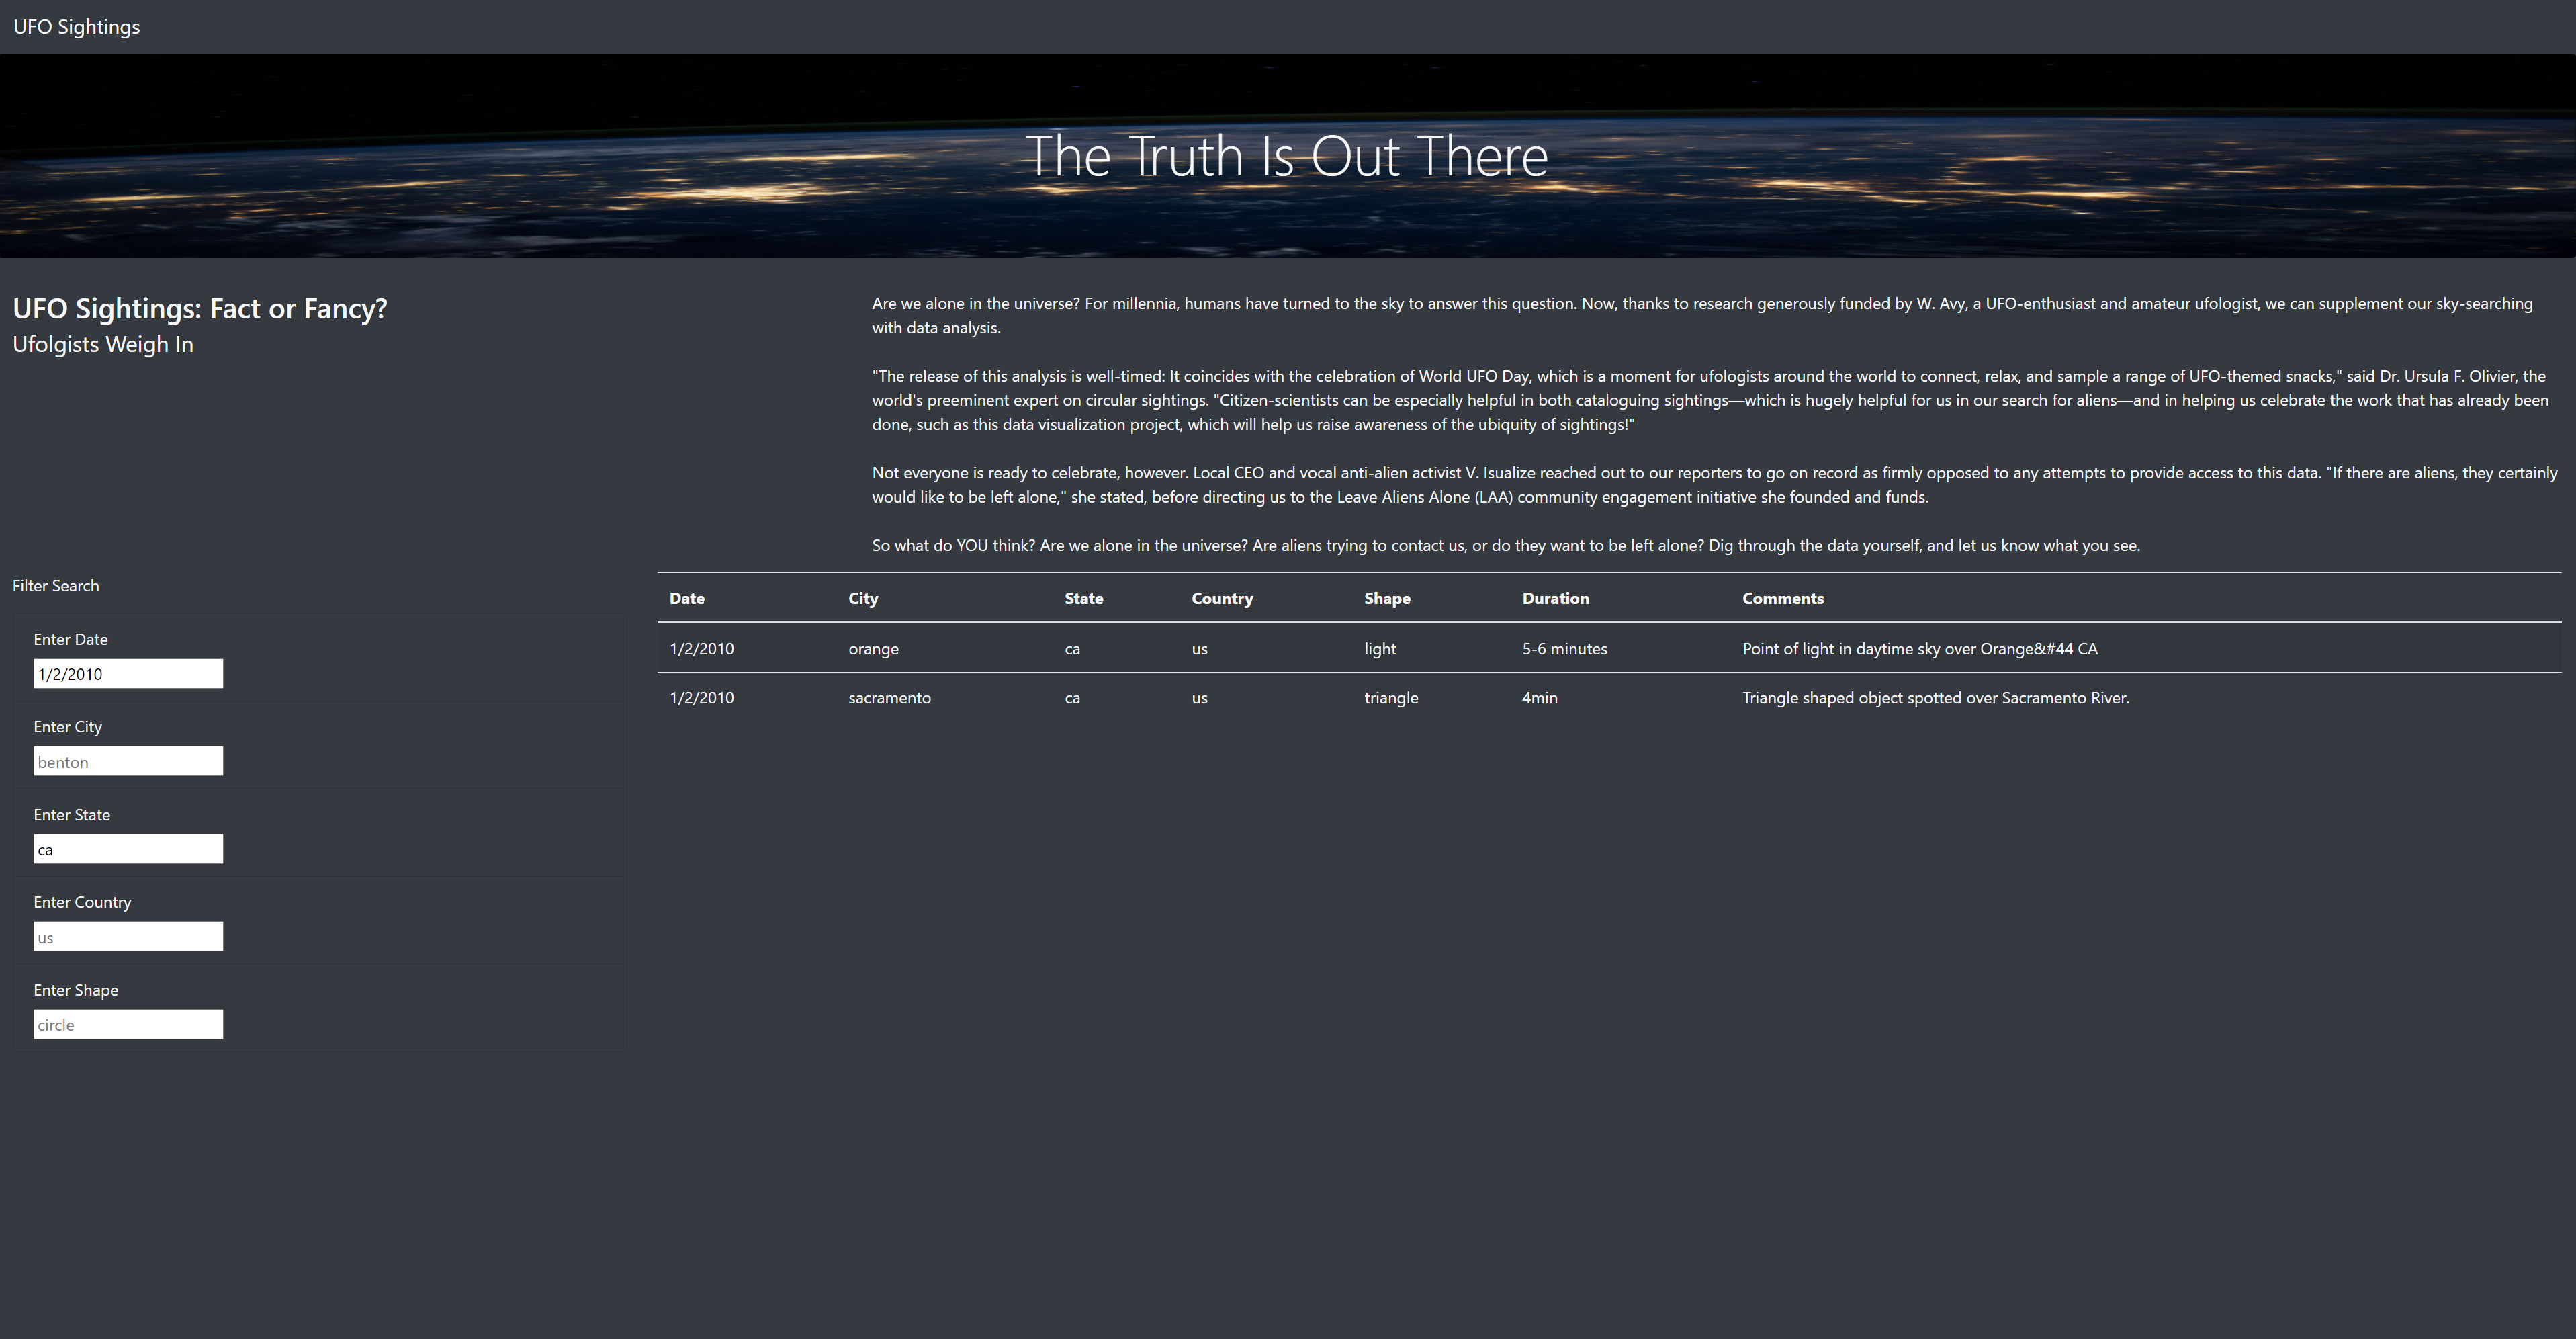 UFO Sightings
The Truth Is Out There
UFO Sightings: Fact or Fancy?
Ufolgists Weigh In
Are we alone in the universe? For millennia, humans have turned to the sky to answer this question. Now, thanks to research generously funded by W. Avy, a UFO-enthusiast and amateur ufologist, we can supplement our sky-searching
with data analysis.
"The release of this analysis is well-timed: It coincides with the celebration of World UFO Day, which is a moment for ufologists around the world to connect, relax, and sample a range of UFO-themed snacks," said Dr. Ursula F. Olivier, the
world's preeminent expert on circular sightings. "Citizen-scientists can be especially helpful in both cataloguing sightings—which is hugely helpful for us in our search for aliens—and in helping us celebrate the work that has already been
done, such as this data visualization project, which will help us raise awareness of the ubiquity of sightings!"
Not everyone is ready to celebrate, however. Local CEO and vocal anti-alien activist V. Isualize reached out to our reporters to go on record as firmly opposed to any attempts to provide access to this data. "If there are aliens, they certainly
would like to be left alone," she stated, before directing us to the Leave Aliens Alone (LAA) community engagement initiative she founded and funds.
So what do YOU think? Are we alone in the universe? Are aliens trying to contact us, or do they want to be left alone? Dig through the data yourself, and let us know what you see.
Filter Search
Enter Date
1/2/2010
Enter City
benton
Enter State
ca
Enter Country
us
Enter Shape
circle
Date City State Country Shape Duration Comments
1/2/2010 orange ca us light 5-6 minutes Point of light in daytime sky over Orange&#44 CA
1/2/2010 sacramento ca us triangle 4min Triangle shaped object spotted over Sacramento River.